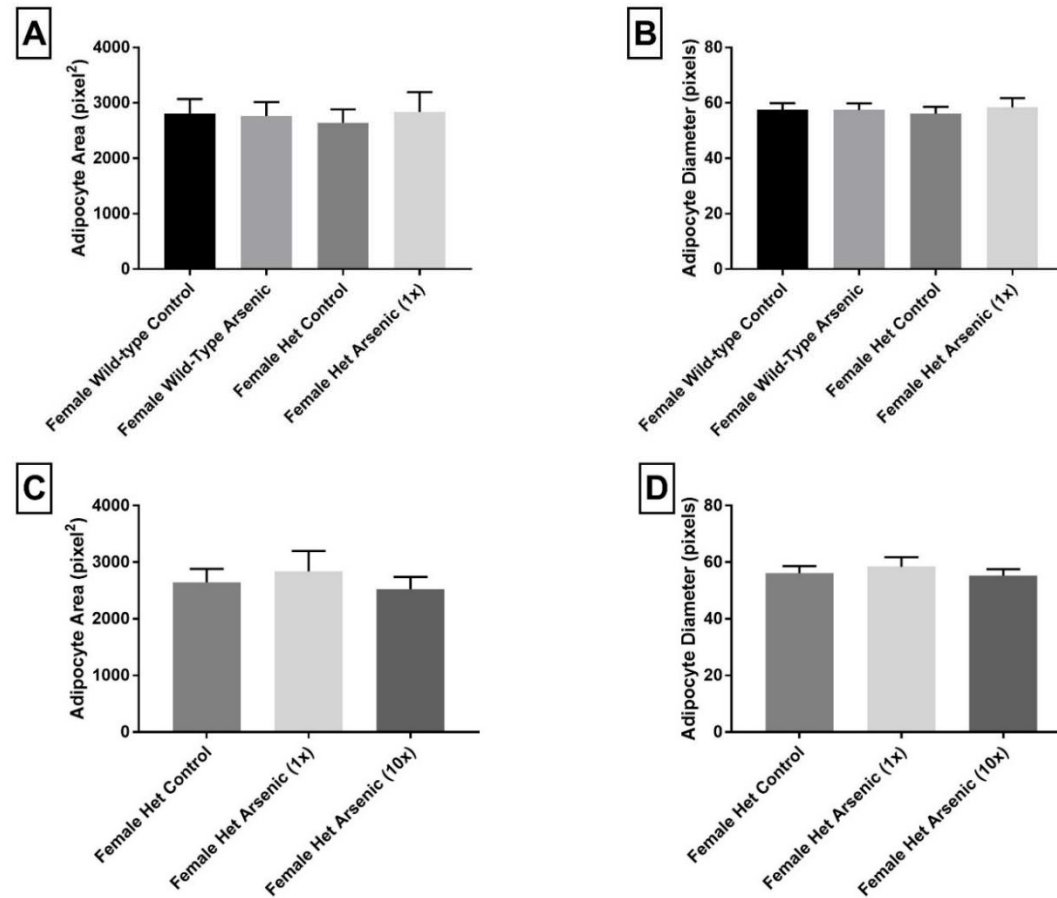 A
Adipocyte Area (pixel²)
4000
3000
2000
1000
0
Female Wild-type Control
Female Wild-Type Arsenic
Female Het Control
Female Het Arsenic (1x)
B
Adipocyte Diameter (pixels)
80
60
40
20
0
Female Wild-type Control
Female Wild-Type Arsenic
Female Het Control
Female Het Arsenic (1x)
C
Adipocyte Area (pixel²)
4000
3000
2000
1000
0
Female Het Control
Female Het Arsenic (1x)
Female Het Arsenic (10x)
D
Adipocyte Diameter (pixels)
80
60
40
20
0
Female Het Control
Female Het Arsenic (1x)
Female Het Arsenic (10x)